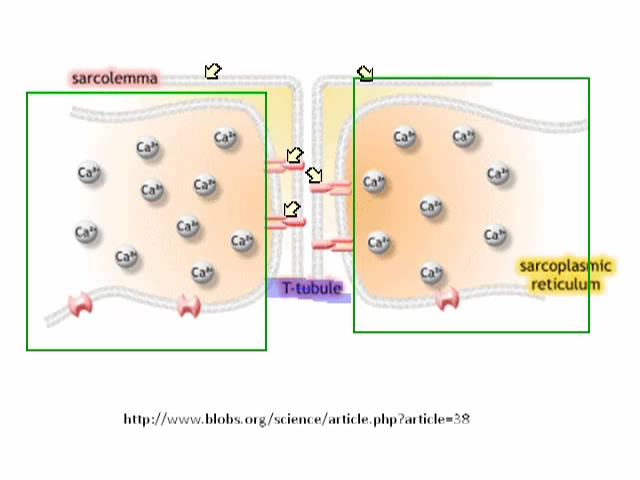 sarcolemma
Ca²⁺ Ca²⁺ Ca²⁺ Ca²⁺
Ca²⁺ Ca²⁺
Ca²⁺ Ca²⁺ Ca²⁺
Ca²⁺
Ca²⁺ Ca²⁺ Ca²⁺
Ca²⁺ Ca²⁺
Ca²⁺
Ca²⁺ Ca²⁺
sarcoplasmic
reticulum
T-tubule
http://www.blobs.org/science/article.php?article=38